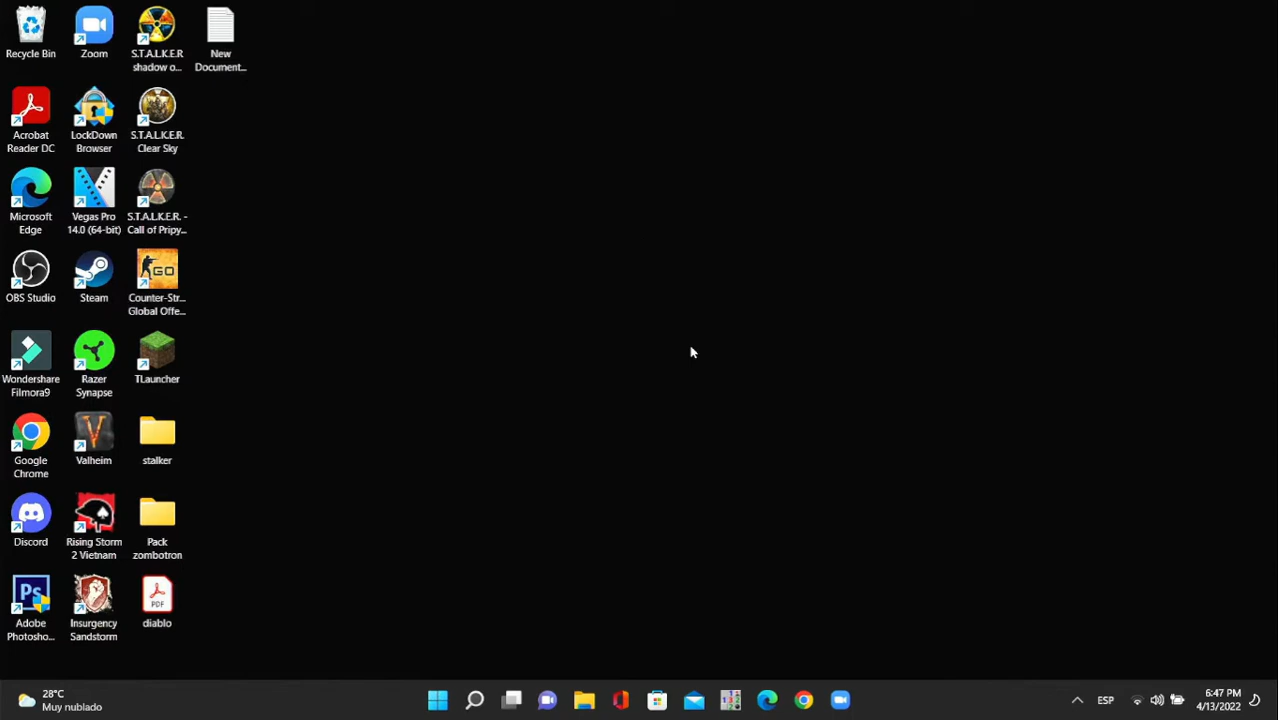 Recycle Bin
Zoom
S.T.A.L.K.E.R
shadow o...
New
Document...
Acrobat
Reader DC
LockDown
Browser
S.T.A.L.K.E.R.
Clear Sky
Microsoft
Edge
Vegas Pro
14.0 (64-bit)
S.T.A.L.K.E.R. -
Call of Pripy...
OBS Studio
Steam
GO
Counter-Str...
Global Offe...
Wondershare
Filmora9
Razer
Synapse
TLauncher
Google
Chrome
V
Valheim
stalker
Discord
Rising Storm
2 Vietnam
Pack
zombotron
Ps
Adobe
Photosho...
Insurgency
Sandstorm
PDF
diablo
28°C
Muy nublado
ESP
6:47 PM
4/13/2022